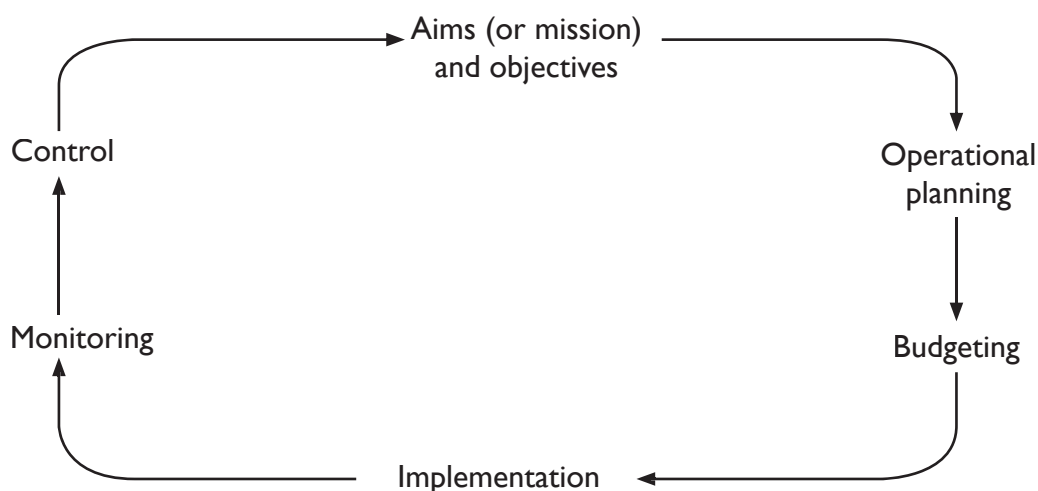 Aims (or mission)
and objectives
Control
Operational
planning
Monitoring
Budgeting
Implementation